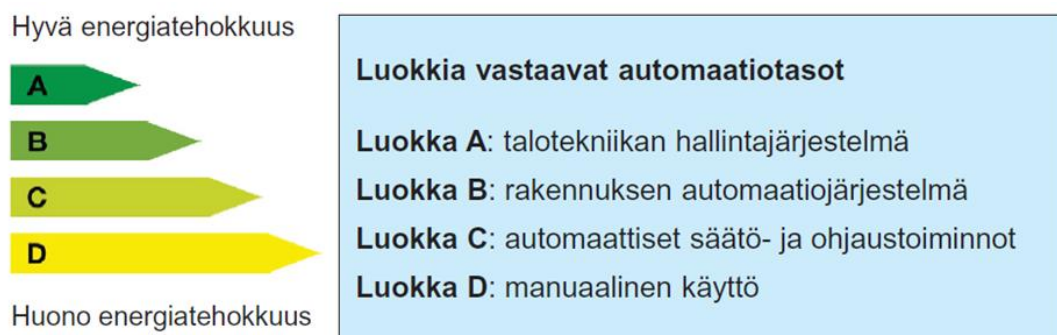 Hyvä energiatehokkuus
A
B
C
D
Huono energiatehokkuus
Luokkia vastaavat automaatiotasot
Luokka A: talotekniikan hallintajärjestelmä
Luokka B: rakennuksen automaatiojärjestelmä
Luokka C: automaattiset säätö- ja ohjaustoiminnot
Luokka D: manuaalinen käyttö